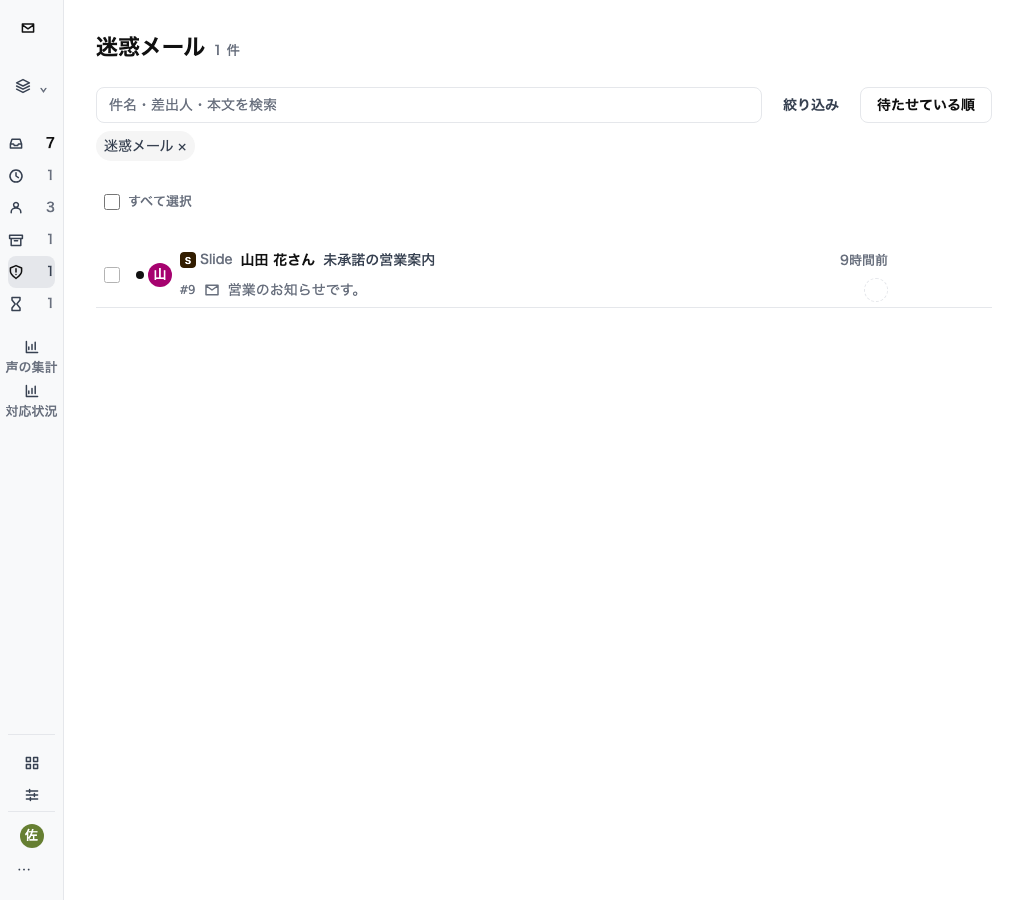 迷惑メール 1 件
件名・差出人・本文を検索
絞り込み
待たせている順
迷惑メール ×
すべて選択
7
1
3
1
1
1
声の集計
対応状況
山
s Slide 山田 花さん 未承諾の営業案内
9時間前
#9 営業のお知らせです。
佐
…